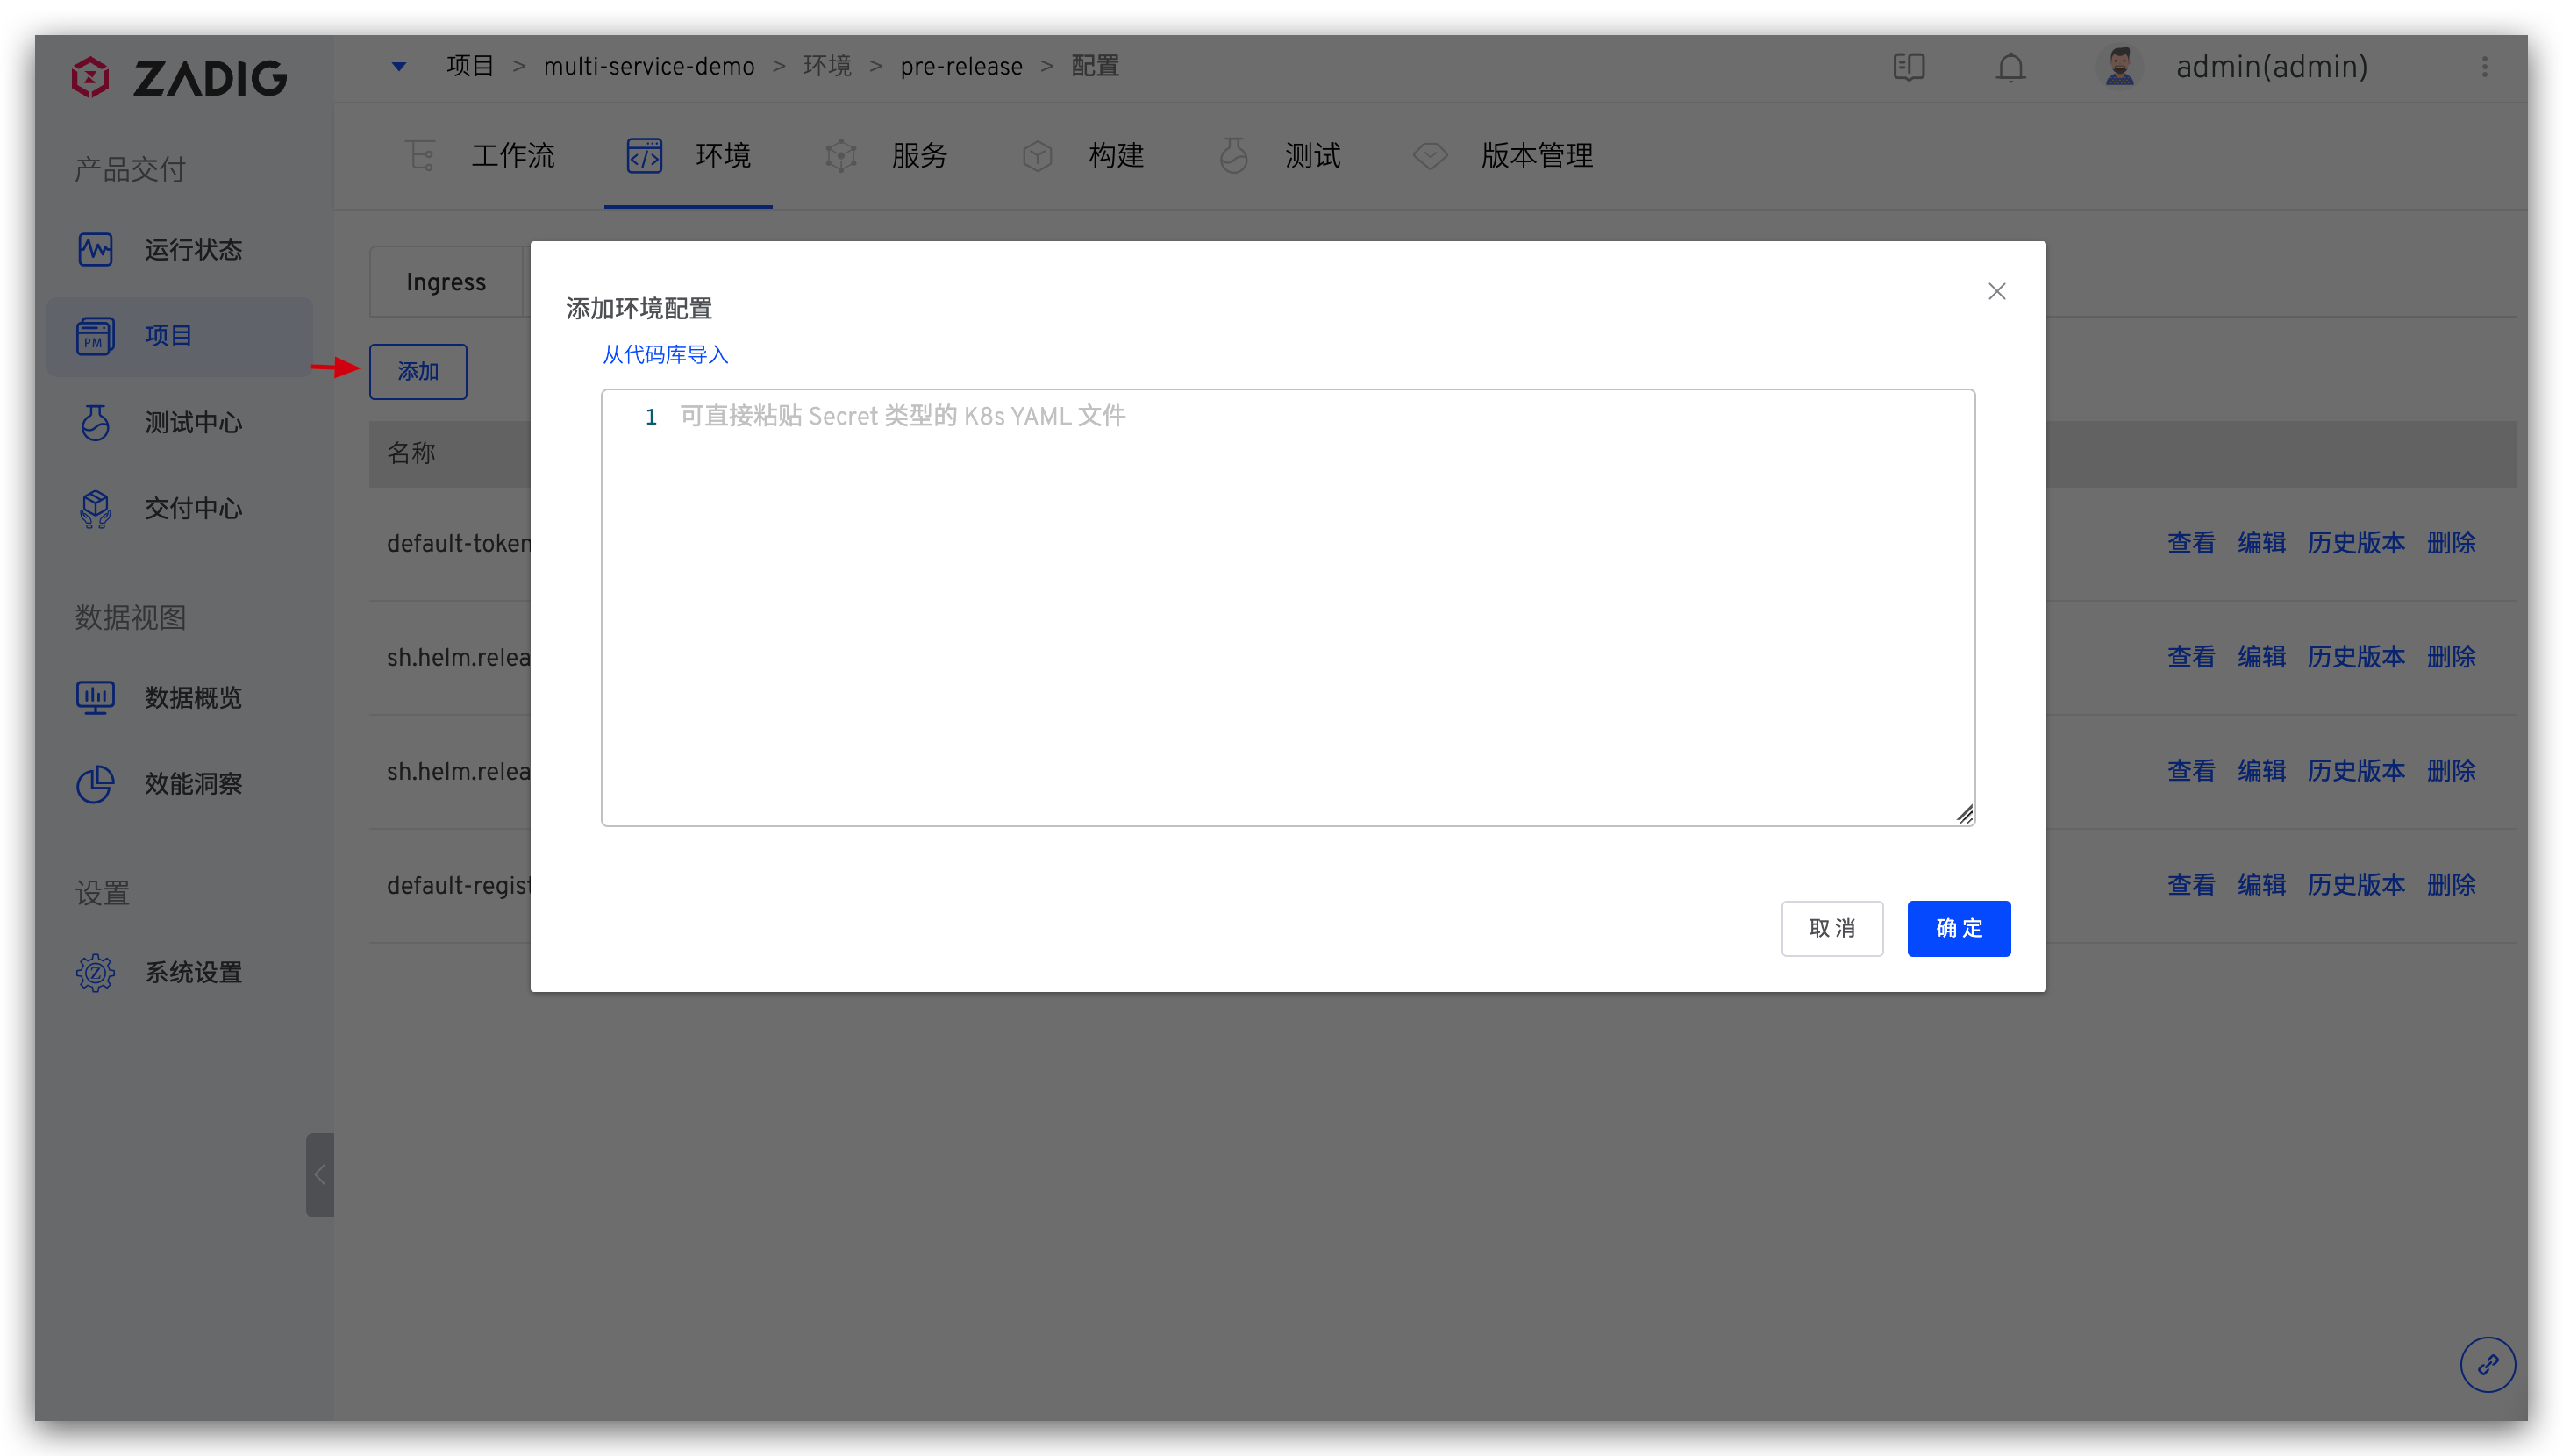 ZADIG
项目 > multi-service-demo > 环境 > pre-release > 配置
admin(admin)
产品交付
运行状态
PM
项目
测试中心
交付中心
数据视图
数据概览
效能洞察
设置
系统设置
工作流
环境
服务
构建
测试
版本管理
Ingress
添加
名称
default-token
查看 编辑 历史版本 删除
sh.helm.relea
查看 编辑 历史版本 删除
sh.helm.relea
查看 编辑 历史版本 删除
default-regist
查看 编辑 历史版本 删除
添加环境配置
从代码库导入
1 可直接粘贴 Secret 类型的 K8s YAML 文件
取消
确定